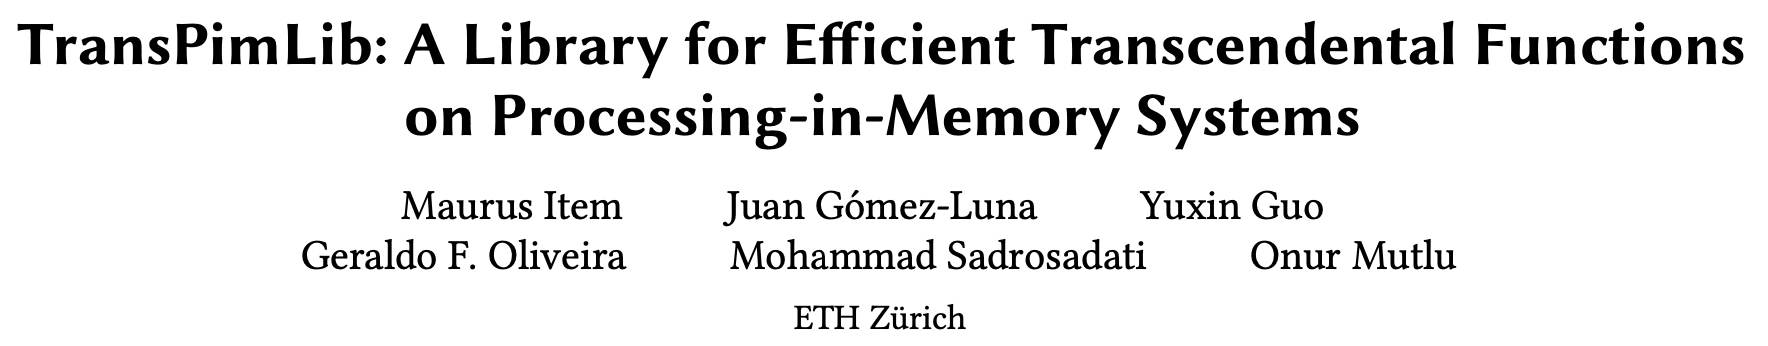 TransPimLib: A Library for Efficient Transcendental Functions
on Processing-in-Memory Systems
Maurus Item Juan Gómez-Luna Yuxin Guo
Geraldo F. Oliveira Mohammad Sadrosadati Onur Mutlu
ETH Zürich